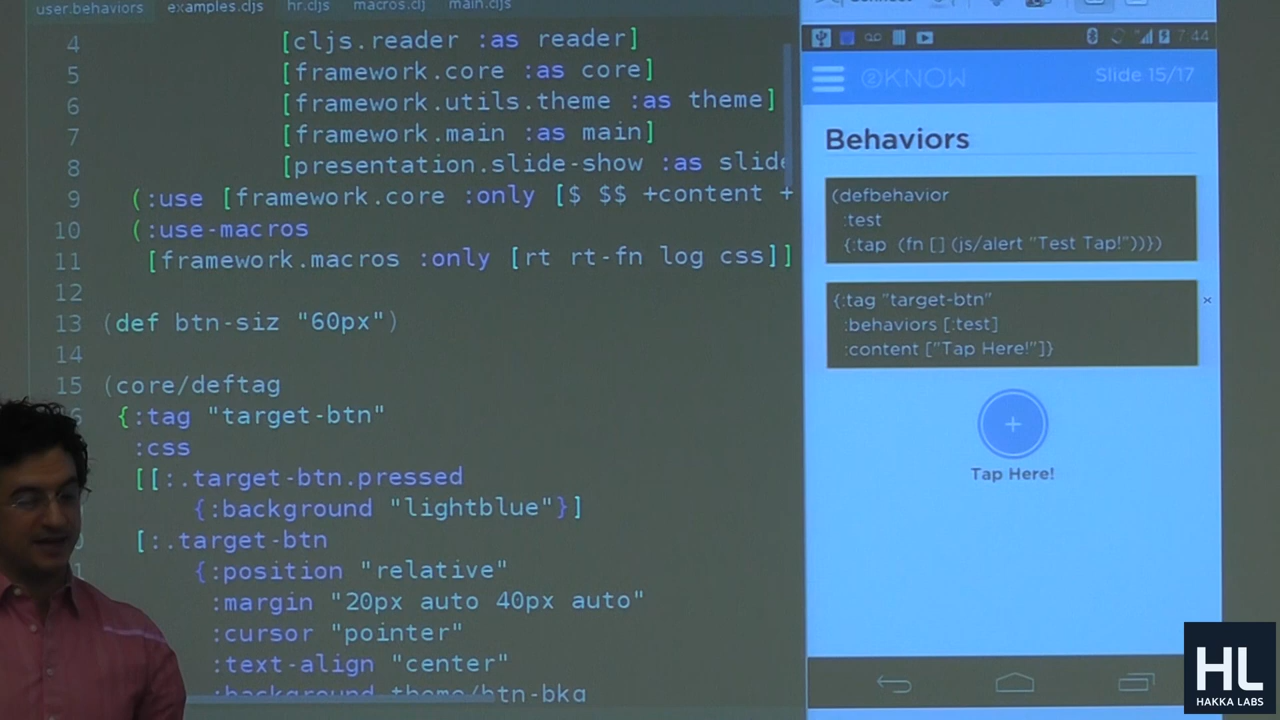 user.behaviors examples.cljs hr.cljs macros.clj main.cljs
4 [cljs.reader :as reader]
5 [framework.core :as core]
6 [framework.utils.theme :as theme]
7 [framework.main :as main]
8 [presentation.slide-show :as slide
9 (:use [framework.core :only [$ $$ +content +
10 (:use-macros
11 [framework.macros :only [rt rt-fn log css]]
12
13 (def btn-siz "60px")
14
15 (core/deftag
{:tag "target-btn"
:css
[[:.target-btn.pressed
{:background "lightblue"}]
[:.target-btn
{:position "relative"
:margin "20px auto 40px auto"
:cursor "pointer"
:text-align "center"
:background theme/btn-bkg
7:44
②KNOW Slide 15/17
Behaviors
(defbehavior
:test
{:tap (fn [] (js/alert "Test Tap!"))})
{:tag "target-btn"
:behaviors [:test]
:content ["Tap Here!"]}
+
Tap Here!
HL
HAKKA LABS